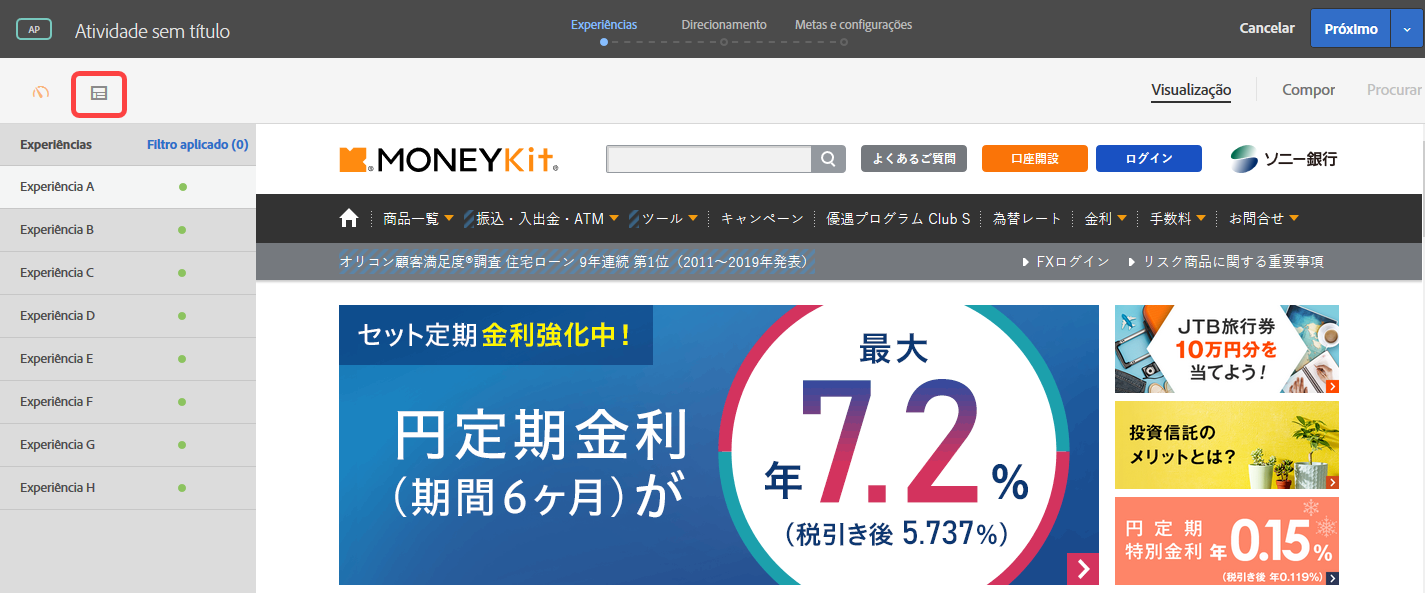 AP
Atividade sem título
Experiências
Direcionamento
Metas e configurações
Cancelar
Próximo
Visualização
Compor
Procurar
Experiências
Filtro aplicado (0)
Experiência A
Experiência B
Experiência C
Experiência D
Experiência E
Experiência F
Experiência G
Experiência H
MONEYKit
よくあるご質問
口座開設
ログイン
ソニー銀行
商品一覧
振込・入出金・ATM
ツール
キャンペーン
優遇プログラム Club S
為替レート
金利
手数料
お問合せ
オリコン顧客満足度®調査 住宅ローン 9年連続 第1位（2011～2019年発表）
FXログイン
リスク商品に関する重要事項
セット定期金利強化中！
円定期金利
（期間6ヶ月）が
最大
年7.2%
（税引き後 5.737%）
JTB旅行券
10万円分を
当てよう！
投資信託の
メリットとは？
円定期
特別金利 年0.15%
（税引き後 年0.119%）